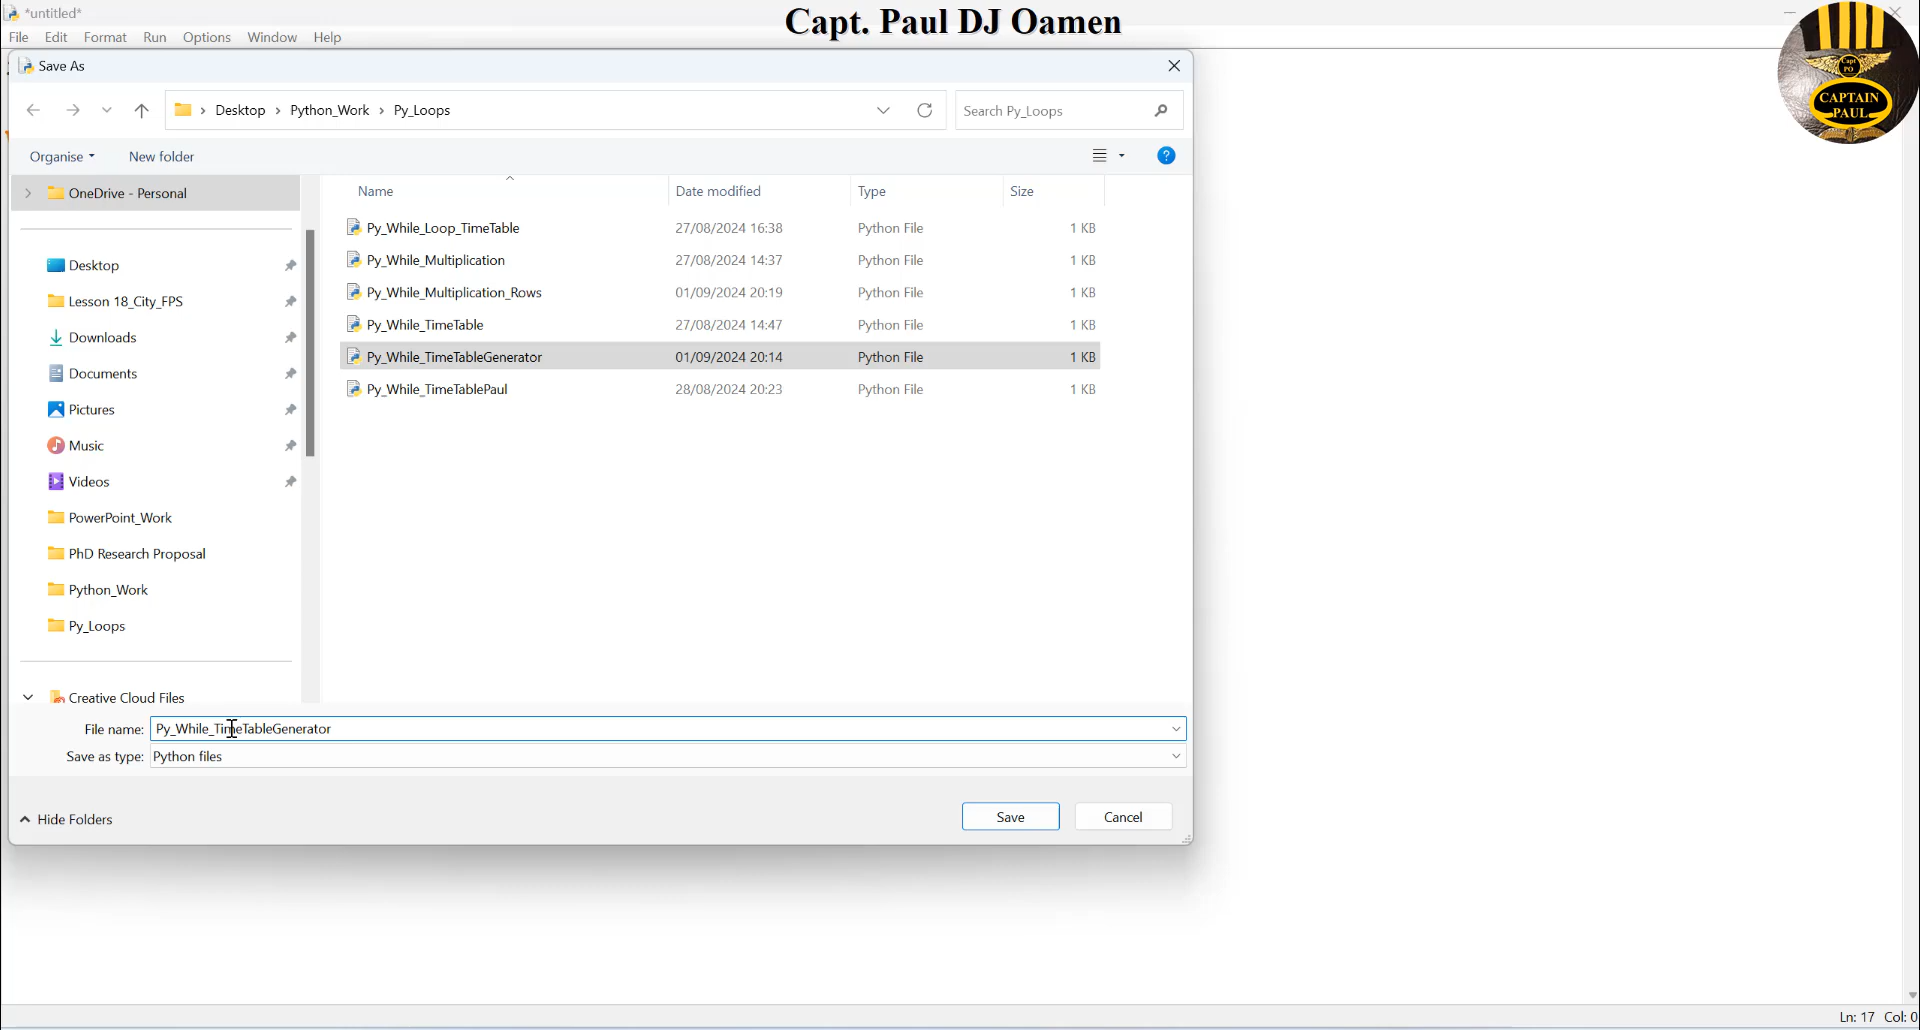 *untitled*
Capt. Paul DJ Oamen
File Edit Format Run Options Window Help
Save As
Desktop Python_Work Py_Loops
Search Py_Loops
Capt
PO
CAPTAIN
PAUL
Organise New folder
OneDrive - Personal
Name Date modified Type Size
Py_While_Loop_TimeTable 27/08/2024 16:38 Python File 1 KB
Py_While_Multiplication 27/08/2024 14:37 Python File 1 KB
Py_While_Multiplication_Rows 01/09/2024 20:19 Python File 1 KB
Py_While_TimeTable 27/08/2024 14:47 Python File 1 KB
Py_While_TimeTableGenerator 01/09/2024 20:14 Python File 1 KB
Py_While_TimeTablePaul 28/08/2024 20:23 Python File 1 KB
Desktop
Lesson 18_City_FPS
Downloads
Documents
Pictures
Music
Videos
PowerPoint_Work
PhD Research Proposal
Python_Work
Py_Loops
Creative Cloud Files
File name: Py_While_TimeTableGenerator
Save as type: Python files
Hide Folders
Save Cancel
Ln: 17 Col: 0